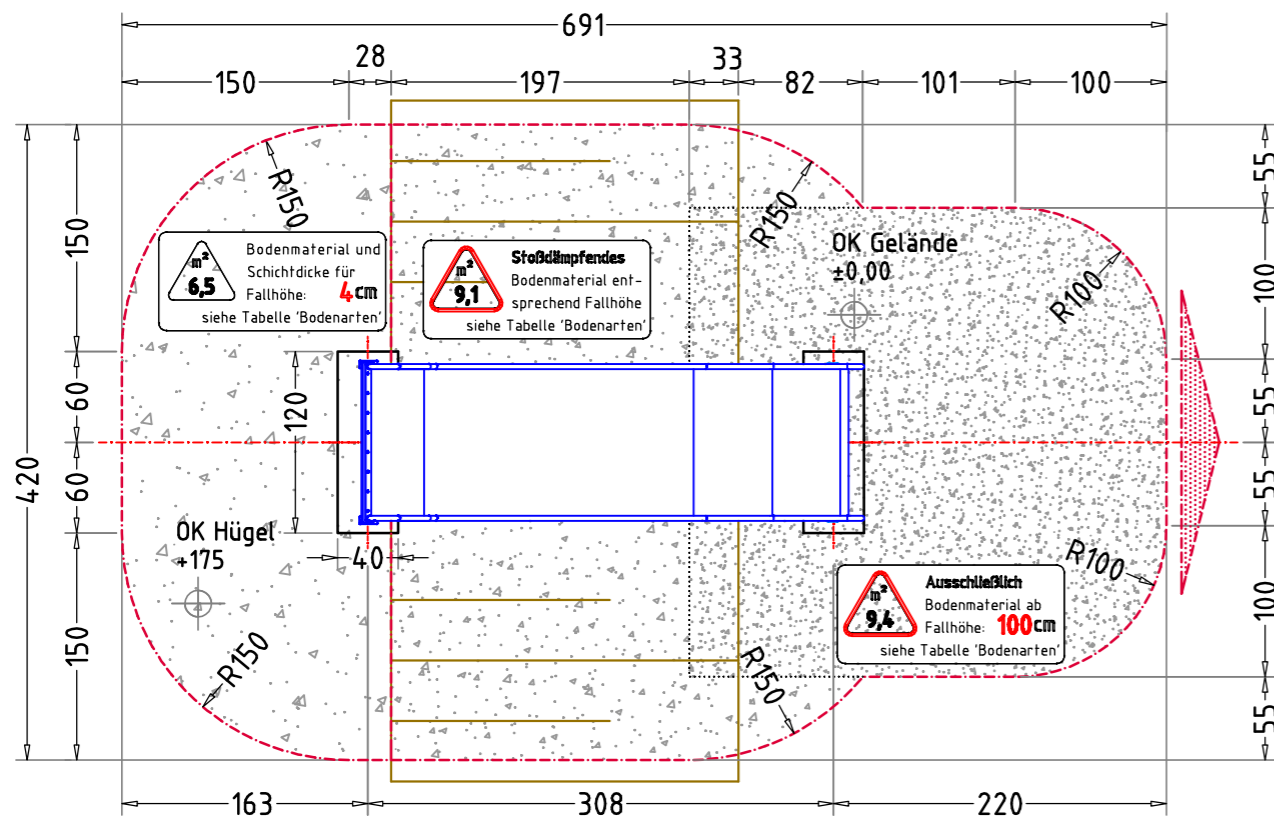 691
28
33
150
197
82
101
100
420
150
60
60
150
120
40
R150
R150
R150
R150
R100
R100
m²
6,5
Bodenmaterial und
Schichtdicke für
Fallhöhe: 4cm
siehe Tabelle 'Bodenarten'
m²
9,1
Stoßdämpfendes
Bodenmaterial ent-
sprechend Fallhöhe
siehe Tabelle 'Bodenarten'
OK Gelände
±0,00
OK Hügel
+175
m²
9,4
Ausschließlich
Bodenmaterial ab
Fallhöhe: 100cm
siehe Tabelle 'Bodenarten'
55
100
55
55
100
55
163
308
220